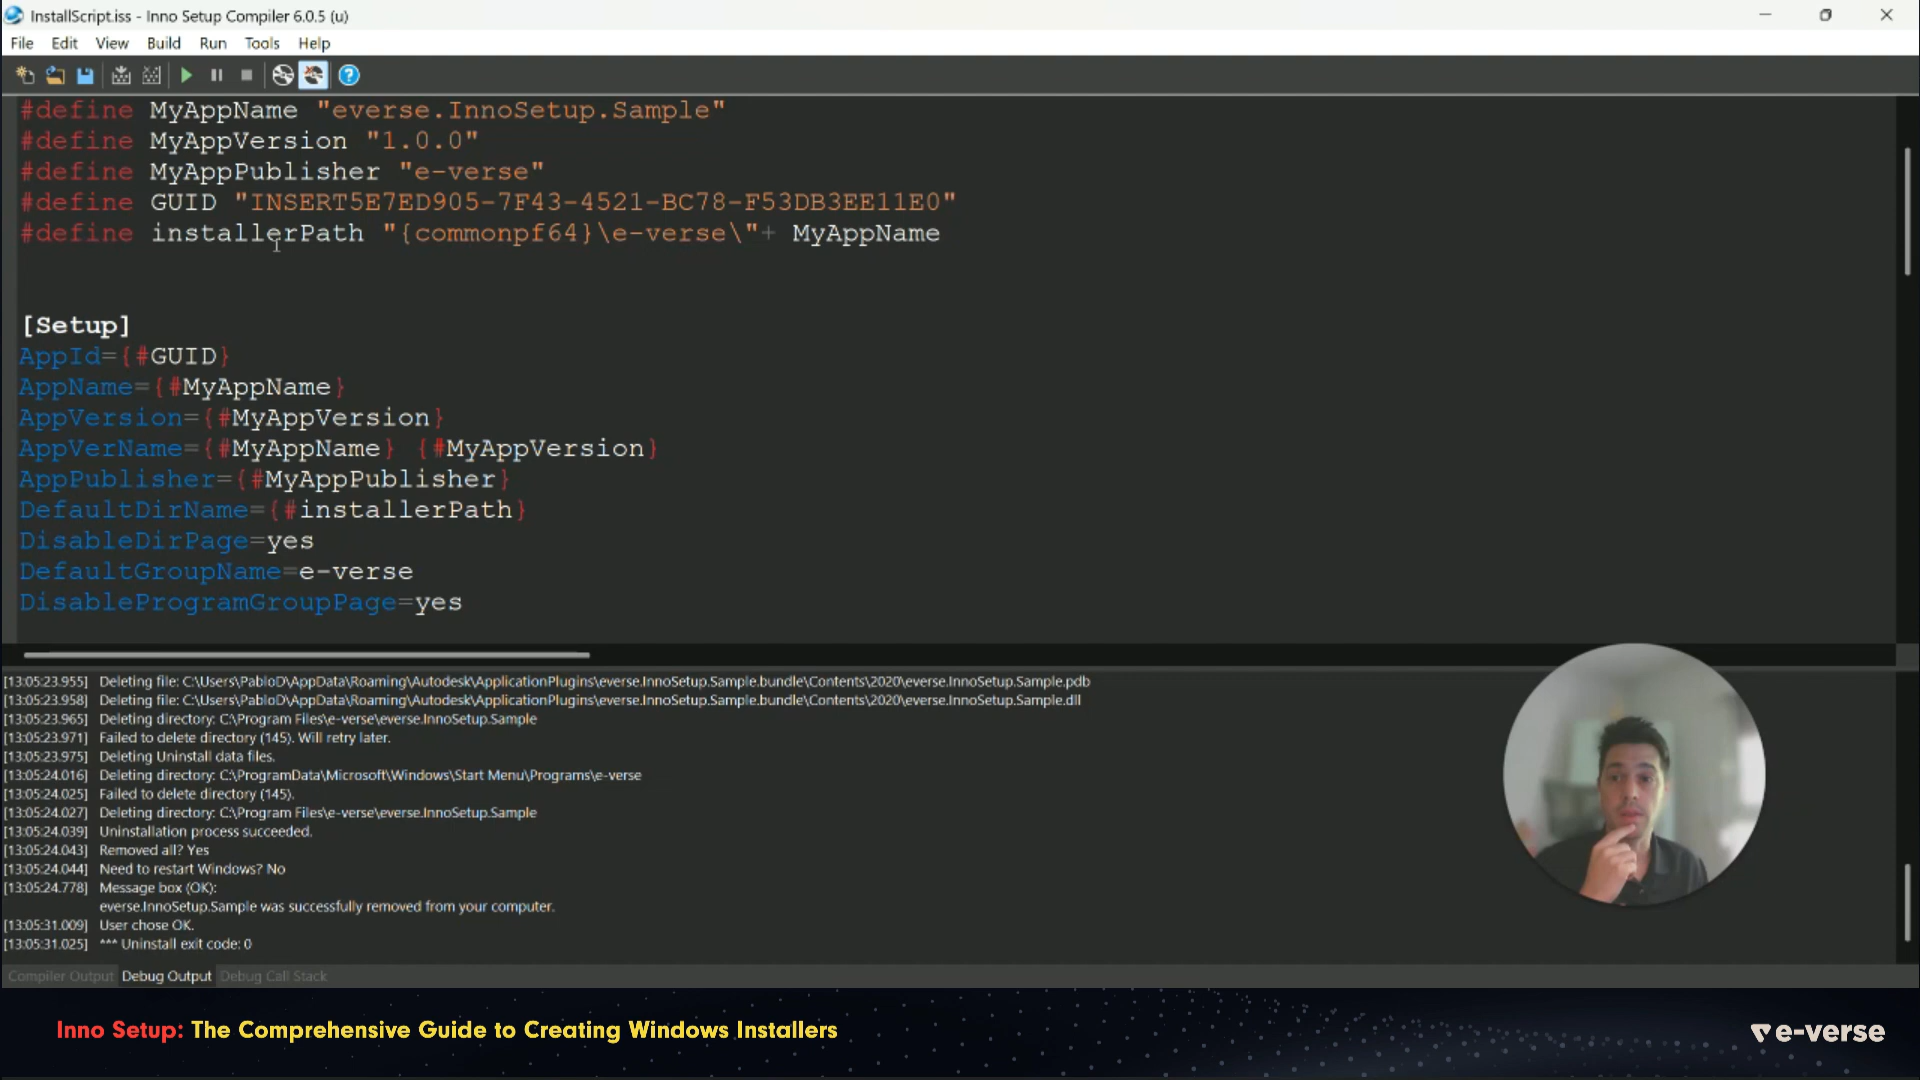 InstallScript.iss - Inno Setup Compiler 6.0.5 (u)
File Edit View Build Run Tools Help
#define MyAppName "everse.InnoSetup.Sample"
#define MyAppVersion "1.0.0"
#define MyAppPublisher "e-verse"
#define GUID "INSERT5E7ED905-7F43-4521-BC78-F53DB3EE11E0"
#define installerPath "{commonpf64}\e-verse\"+ MyAppName
[Setup]
AppId={#GUID}
AppName={#MyAppName}
AppVersion={#MyAppVersion}
AppVerName={#MyAppName} {#MyAppVersion}
AppPublisher={#MyAppPublisher}
DefaultDirName={#installerPath}
DisableDirPage=yes
DefaultGroupName=e-verse
DisableProgramGroupPage=yes
[13:05:23.955] Deleting file: C:\Users\PabloD\AppData\Roaming\Autodesk\ApplicationPlugins\everse.InnoSetup.Sample.bundle\Contents\2020\everse.InnoSetup.Sample.pdb
[13:05:23.958] Deleting file: C:\Users\PabloD\AppData\Roaming\Autodesk\ApplicationPlugins\everse.InnoSetup.Sample.bundle\Contents\2020\everse.InnoSetup.Sample.dll
[13:05:23.965] Deleting directory: C:\Program Files\e-verse\everse.InnoSetup.Sample
[13:05:23.971] Failed to delete directory (145). Will retry later.
[13:05:23.975] Deleting Uninstall data files.
[13:05:24.016] Deleting directory: C:\ProgramData\Microsoft\Windows\Start Menu\Programs\e-verse
[13:05:24.025] Failed to delete directory (145).
[13:05:24.027] Deleting directory: C:\Program Files\e-verse\everse.InnoSetup.Sample
[13:05:24.039] Uninstallation process succeeded.
[13:05:24.043] Removed all? Yes
[13:05:24.044] Need to restart Windows? No
[13:05:24.778] Message box (OK):
everse.InnoSetup.Sample was successfully removed from your computer.
[13:05:31.009] User chose OK.
[13:05:31.025] *** Uninstall exit code: 0
Compiler Output Debug Output Debug Call Stack
Inno Setup: The Comprehensive Guide to Creating Windows Installers
e-verse